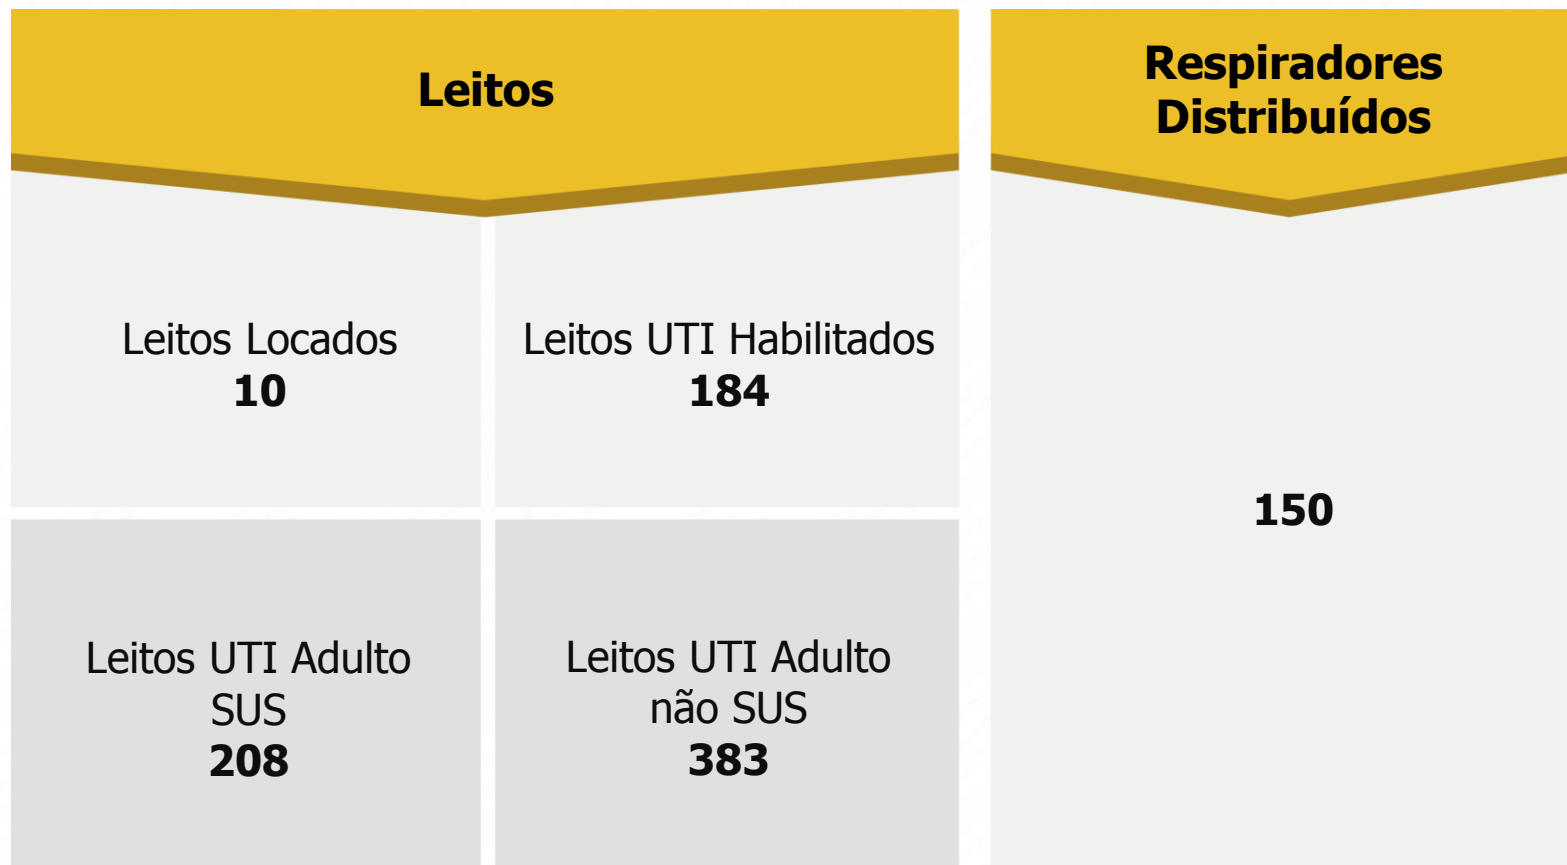 Leitos
Leitos Locados
10
Leitos UTI Habilitados
184
Leitos UTI Adulto
SUS
208
Leitos UTI Adulto
não SUS
383
Respiradores
Distribuídos
150